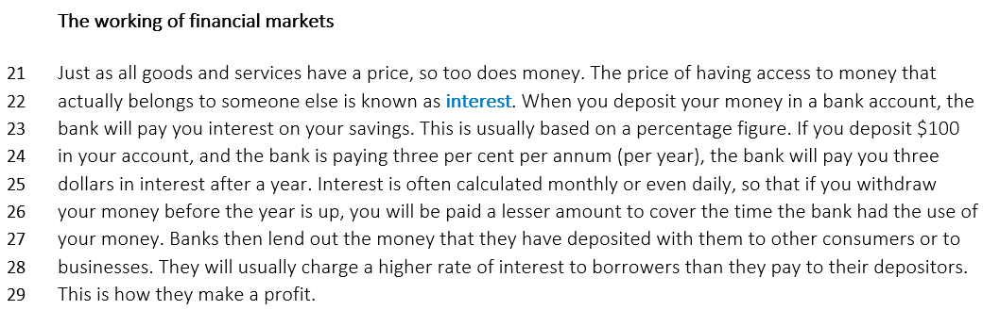 The working of financial markets
21 Just as all goods and services have a price, so too does money. The price of having access to money that
22 actually belongs to someone else is known as interest. When you deposit your money in a bank account, the
23 bank will pay you interest on your savings. This is usually based on a percentage figure. If you deposit $100
24 in your account, and the bank is paying three per cent per annum (per year), the bank will pay you three
25 dollars in interest after a year. Interest is often calculated monthly or even daily, so that if you withdraw
26 your money before the year is up, you will be paid a lesser amount to cover the time the bank had the use of
27 your money. Banks then lend out the money that they have deposited with them to other consumers or to
28 businesses. They will usually charge a higher rate of interest to borrowers than they pay to their depositors.
29 This is how they make a profit.